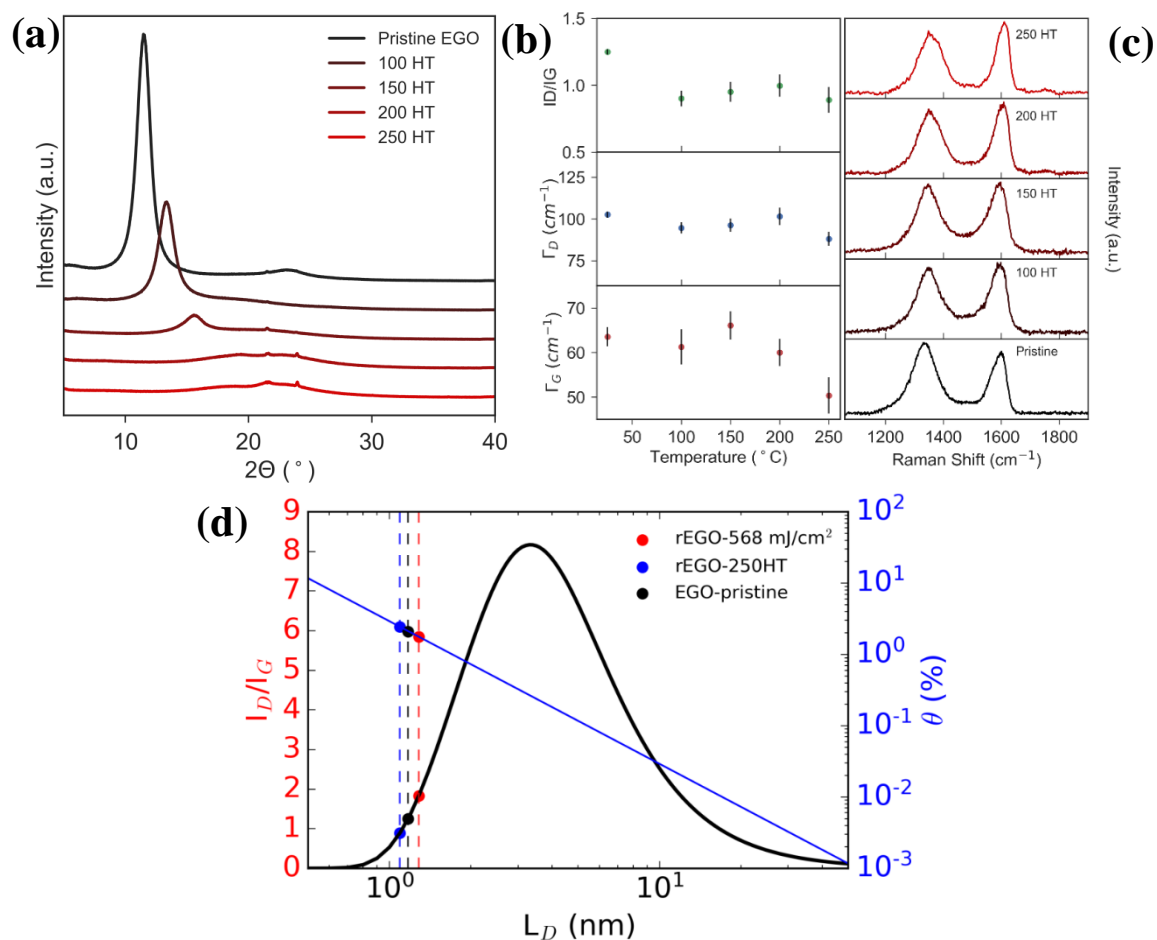 (a)
Pristine EGO
100 HT
150 HT
200 HT
250 HT
Intensity (a.u.)
10
20
30
40
2Θ (°)
(b)
1.5
1.0
0.5
ID/IG
125
100
75
Γ_D (cm⁻¹)
70
60
50
Γ_G (cm⁻¹)
50 100 150 200 250
Temperature (°C)
(c)
250 HT
200 HT
150 HT
100 HT
Pristine
Intensity (a.u.)
1200 1400 1600 1800
Raman Shift (cm⁻¹)
(d)
9
8
7
6
5
4
3
2
1
0
I_D/I_G
rEGO-568 mJ/cm²
rEGO-250HT
EGO-pristine
10²
10¹
10⁰
10⁻¹
10⁻²
10⁻³
θ (%)
10⁰ 10¹
L_D (nm)